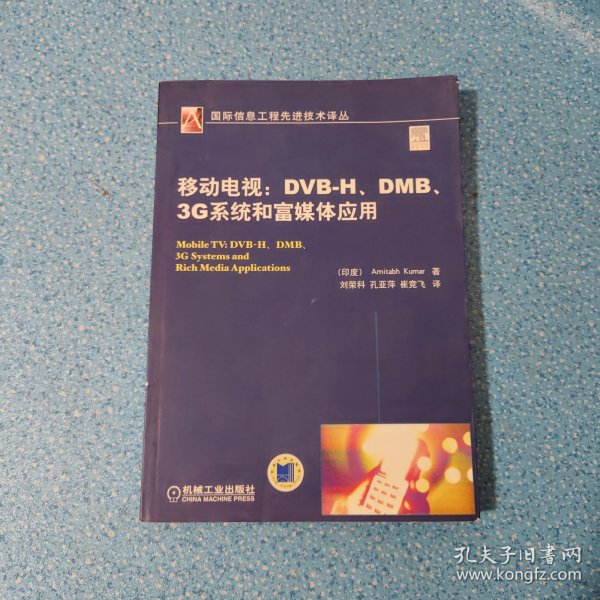 国际信息工程先进技术译丛
移动电视：DVB-H、DMB、
3G系统和富媒体应用
Mobile TV: DVB-H、DMB、
3G Systems and
Rich Media Applications
（印度） Amitabh Kumar 著
刘荣科 孔亚萍 崔竞飞 译
机械工业出版社
CHINA MACHINE PRESS
孔夫子旧书网
www.kongfz.com